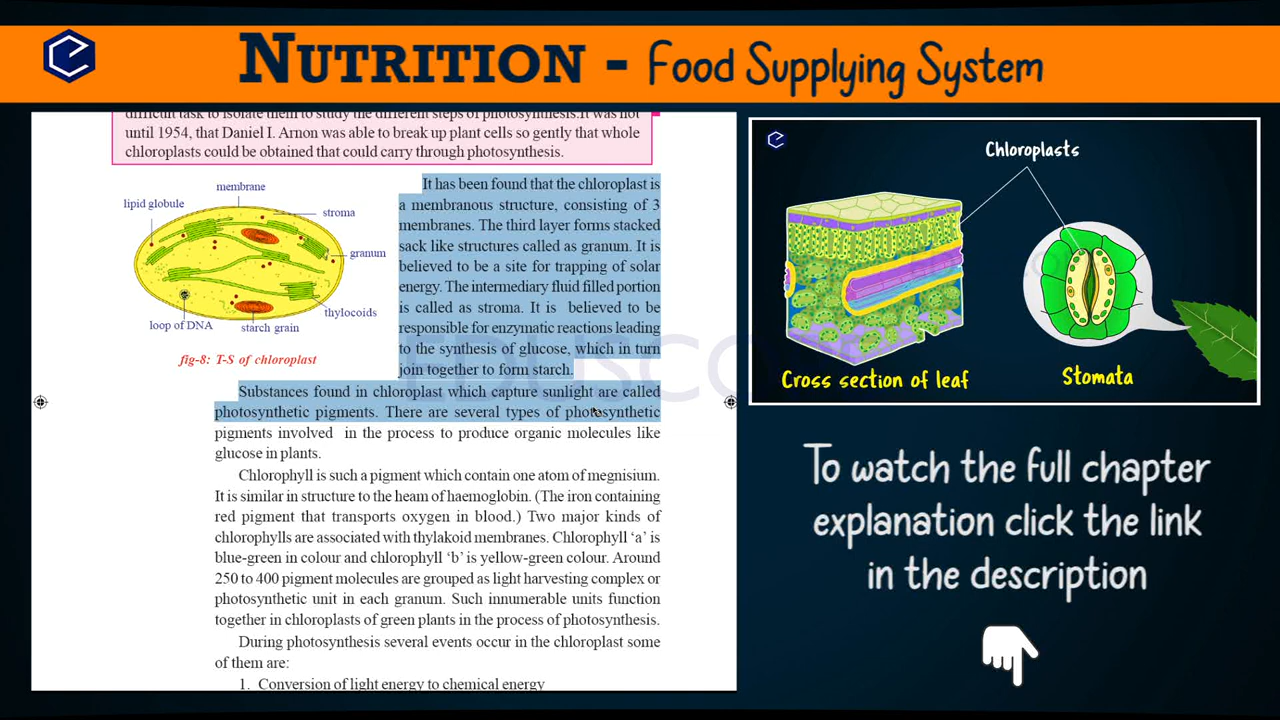 NUTRITION - Food Supplying System
difficult task to isolate them to study the different steps of photosynthesis.It was not
until 1954, that Daniel I. Arnon was able to break up plant cells so gently that whole
chloroplasts could be obtained that could carry through photosynthesis.
membrane
lipid globule
stroma
granum
thylocoids
loop of DNA
starch grain
fig-8: T-S of chloroplast
It has been found that the chloroplast is
a membranous structure, consisting of 3
membranes. The third layer forms stacked
sack like structures called as granum. It is
believed to be a site for trapping of solar
energy. The intermediary fluid filled portion
is called as stroma. It is believed to be
responsible for enzymatic reactions leading
to the synthesis of glucose, which in turn
join together to form starch.
Substances found in chloroplast which capture sunlight are called
photosynthetic pigments. There are several types of photosynthetic
pigments involved in the process to produce organic molecules like
glucose in plants.
Chlorophyll is such a pigment which contain one atom of megnisium.
It is similar in structure to the heam of haemoglobin. (The iron containing
red pigment that transports oxygen in blood.) Two major kinds of
chlorophylls are associated with thylakoid membranes. Chlorophyll ‘a’ is
blue-green in colour and chlorophyll ‘b’ is yellow-green colour. Around
250 to 400 pigment molecules are grouped as light harvesting complex or
photosynthetic unit in each granum. Such innumerable units function
together in chloroplasts of green plants in the process of photosynthesis.
During photosynthesis several events occur in the chloroplast some
of them are:
1. Conversion of light energy to chemical energy
Chloroplasts
Cross section of leaf
Stomata
To watch the full chapter
explanation click the link
in the description